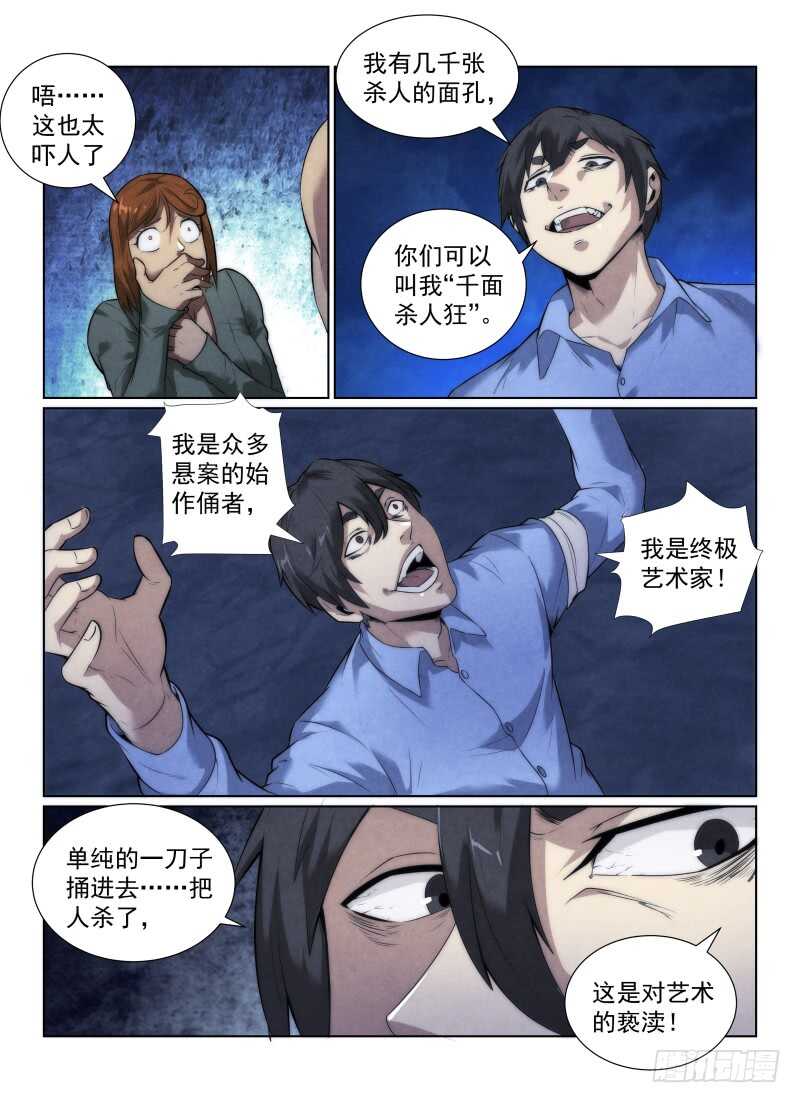 唔……
这也太
吓人了
我有几千张
杀人的面孔，
你们可以
叫我“千面
杀人狂”。
我是众多
悬案的始
作俑者，
我是终极
艺术家！
单纯的一刀子
捅进去……把
人杀了，
这是对艺术
的亵渎！
腾讯动漫